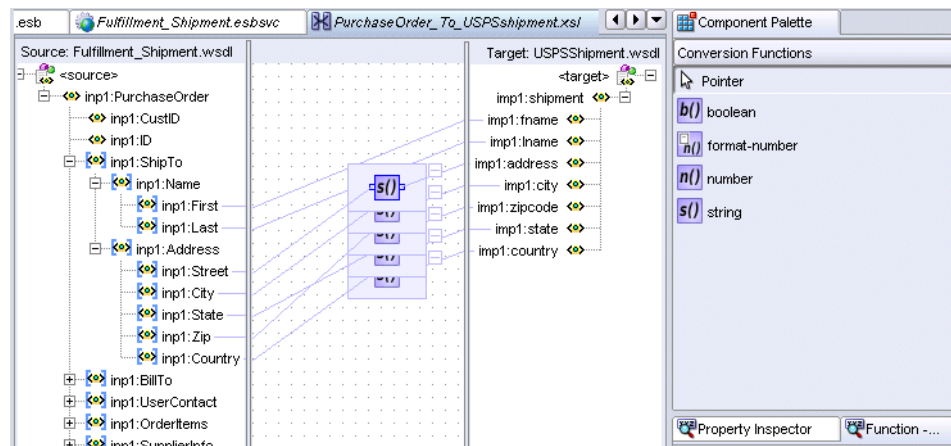 .esb
Fulfillment_Shipment.esbsvc
PurchaseOrder_To_USPSshipment.xsl
Component Palette
Source: Fulfillment_Shipment.wsdl
Target: USPSShipment.wsdl
Conversion Functions
<source>
<target>
Pointer
inp1:PurchaseOrder
imp1:shipment
inp1:CustID
imp1:fname
b() boolean
inp1:ID
imp1:lname
n() format-number
inp1:ShipTo
imp1:address
inp1:Name
s()
imp1:city
n() number
inp1:First
imp1:zipcode
s() string
inp1:Last
imp1:state
inp1:Address
imp1:country
inp1:Street
inp1:City
inp1:State
inp1:Zip
inp1:Country
inp1:BillTo
inp1:UserContact
inp1:OrderItems
Property Inspector
Function -...
inp1:SupplierInfo